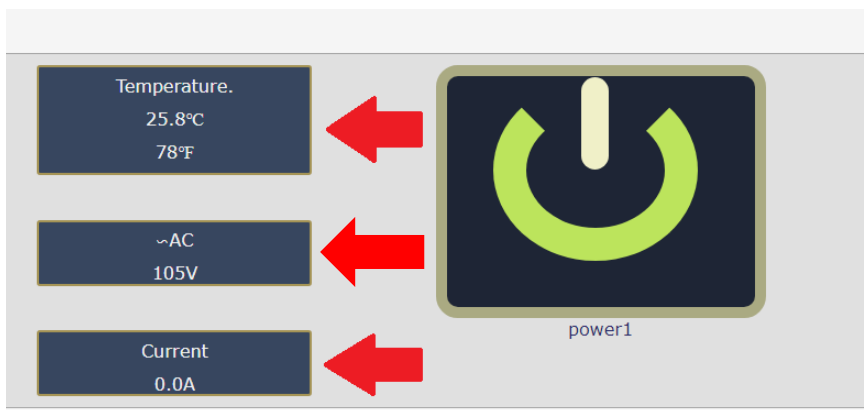 Temperature.
25.8℃
78℉
∽AC
105V
Current
0.0A
power1